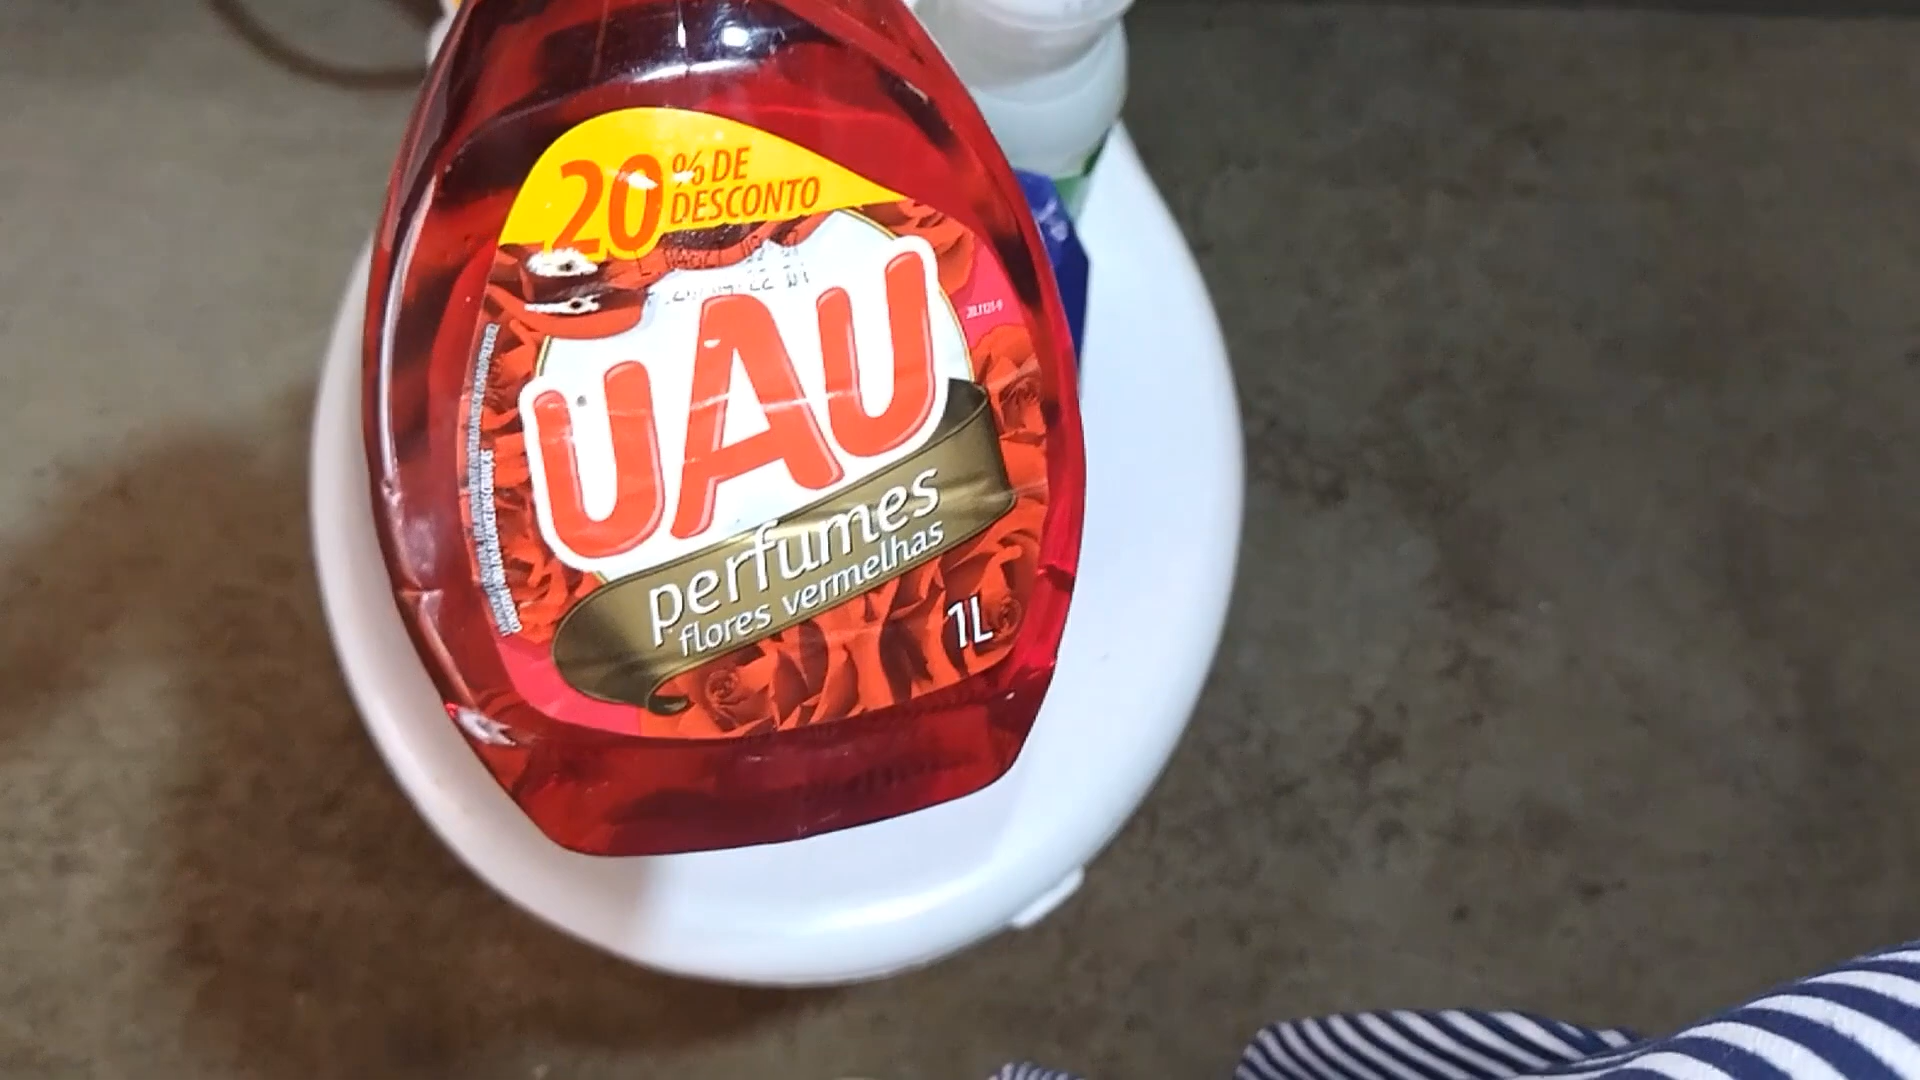 20% DE
DESCONTO
UAU
perfumes
flores vermelhas
1L